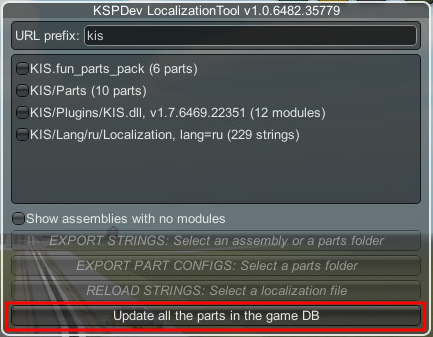 KSPDev LocalizationTool v1.0.6482.35779
URL prefix: kis
KIS.fun_parts_pack (6 parts)
KIS/Parts (10 parts)
KIS/Plugins/KIS.dll, v1.7.6469.22351 (12 modules)
KIS/Lang/ru/Localization, lang=ru (229 strings)
Show assemblies with no modules
EXPORT STRINGS: Select an assembly or a parts folder
EXPORT PART CONFIGS: Select a parts folder
RELOAD STRINGS: Select a localization file
Update all the parts in the game DB